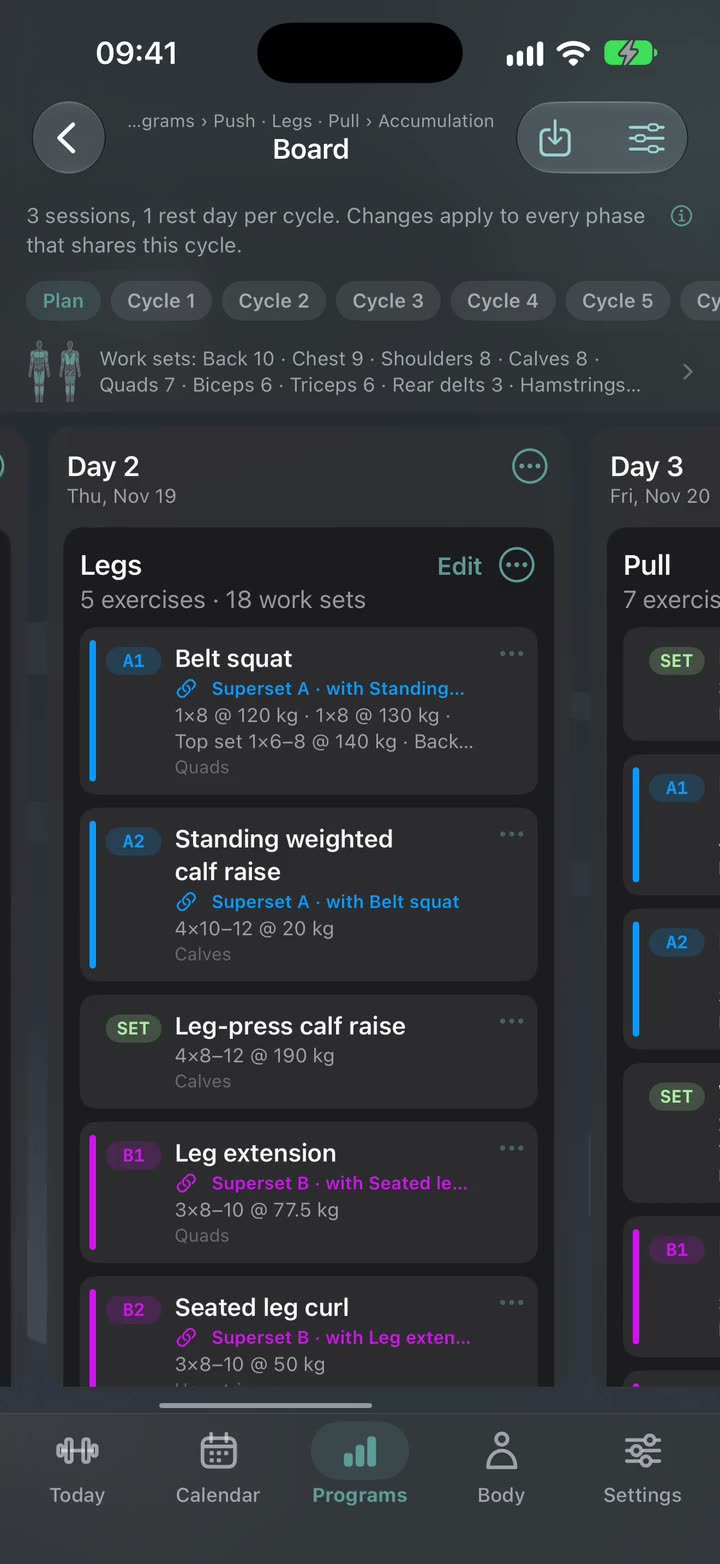 09:41
...grams › Push · Legs · Pull › Accumulation
Board
3 sessions, 1 rest day per cycle. Changes apply to every phase
that shares this cycle.
Plan
Cycle 1
Cycle 2
Cycle 3
Cycle 4
Cycle 5
Cy
Work sets: Back 10 · Chest 9 · Shoulders 8 · Calves 8 ·
Quads 7 · Biceps 6 · Triceps 6 · Rear delts 3 · Hamstrings...
Day 2
Thu, Nov 19
Legs
Edit
5 exercises · 18 work sets
A1
Belt squat
Superset A · with Standing...
1×8 @ 120 kg · 1×8 @ 130 kg ·
Top set 1×6–8 @ 140 kg · Back...
Quads
A2
Standing weighted
calf raise
Superset A · with Belt squat
4×10–12 @ 20 kg
Calves
SET
Leg-press calf raise
4×8–12 @ 190 kg
Calves
B1
Leg extension
Superset B · with Seated le...
3×8–10 @ 77.5 kg
Quads
B2
Seated leg curl
Superset B · with Leg exten...
3×8–10 @ 50 kg
Day 3
Fri, Nov 20
Pull
7 exercis
SET
A1
A2
SET
B1
Today
Calendar
Programs
Body
Settings